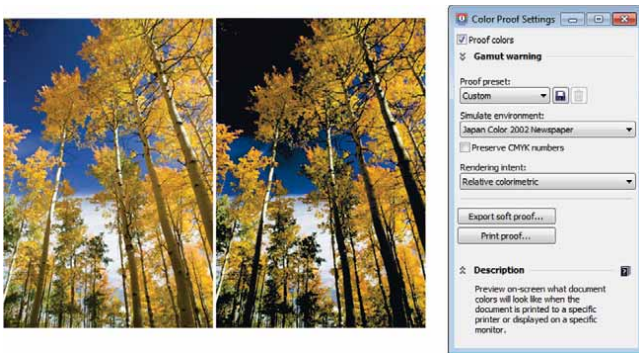 Color Proof Settings
Proof colors
Gamut warning
Proof preset:
Custom
Simulate environment:
Japan Color 2002 Newspaper
Preserve CMYK numbers
Rendering intent:
Relative colorimetric
Export soft proof...
Print proof...
Description
Preview on-screen what document
colors will look like when the
document is printed to a specific
printer or displayed on a specific
monitor.